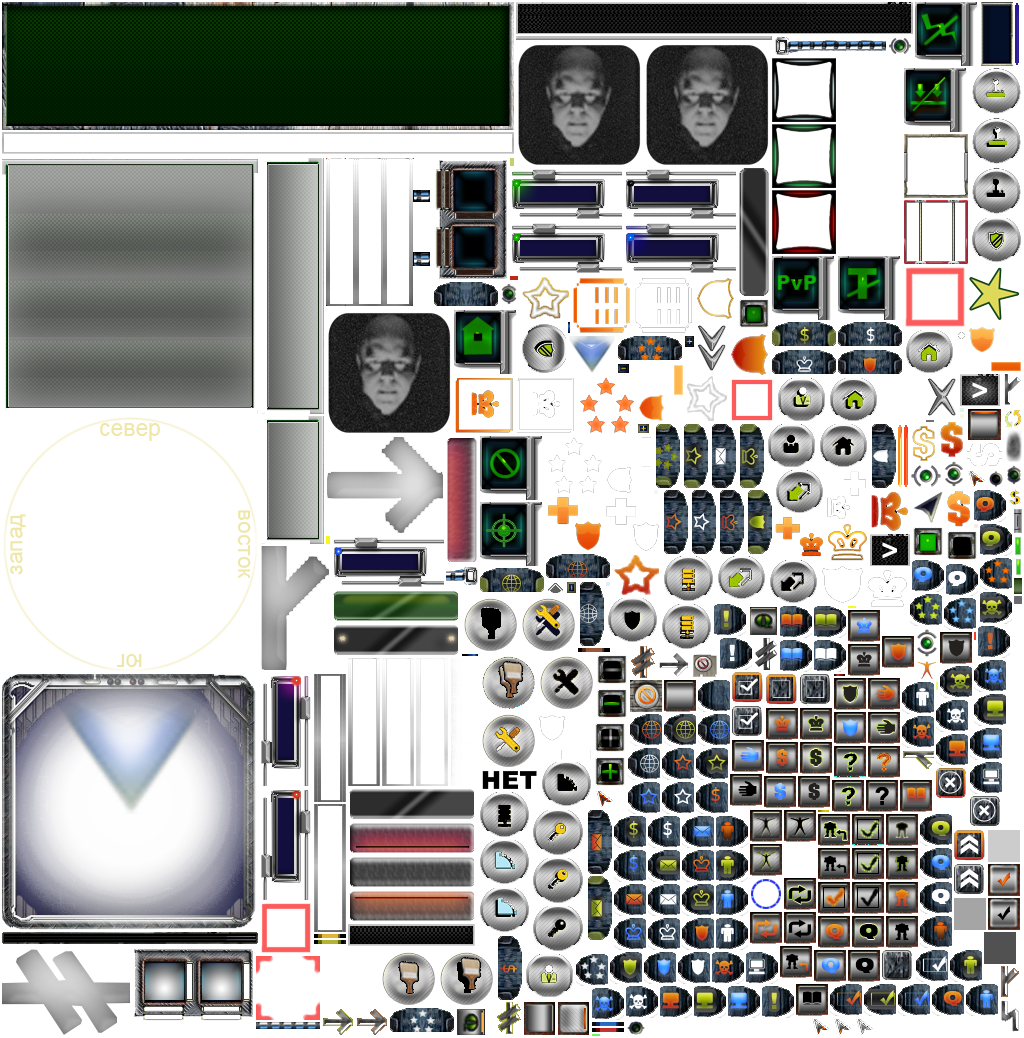 PvP
север
запад
восток
юг
НЕТ